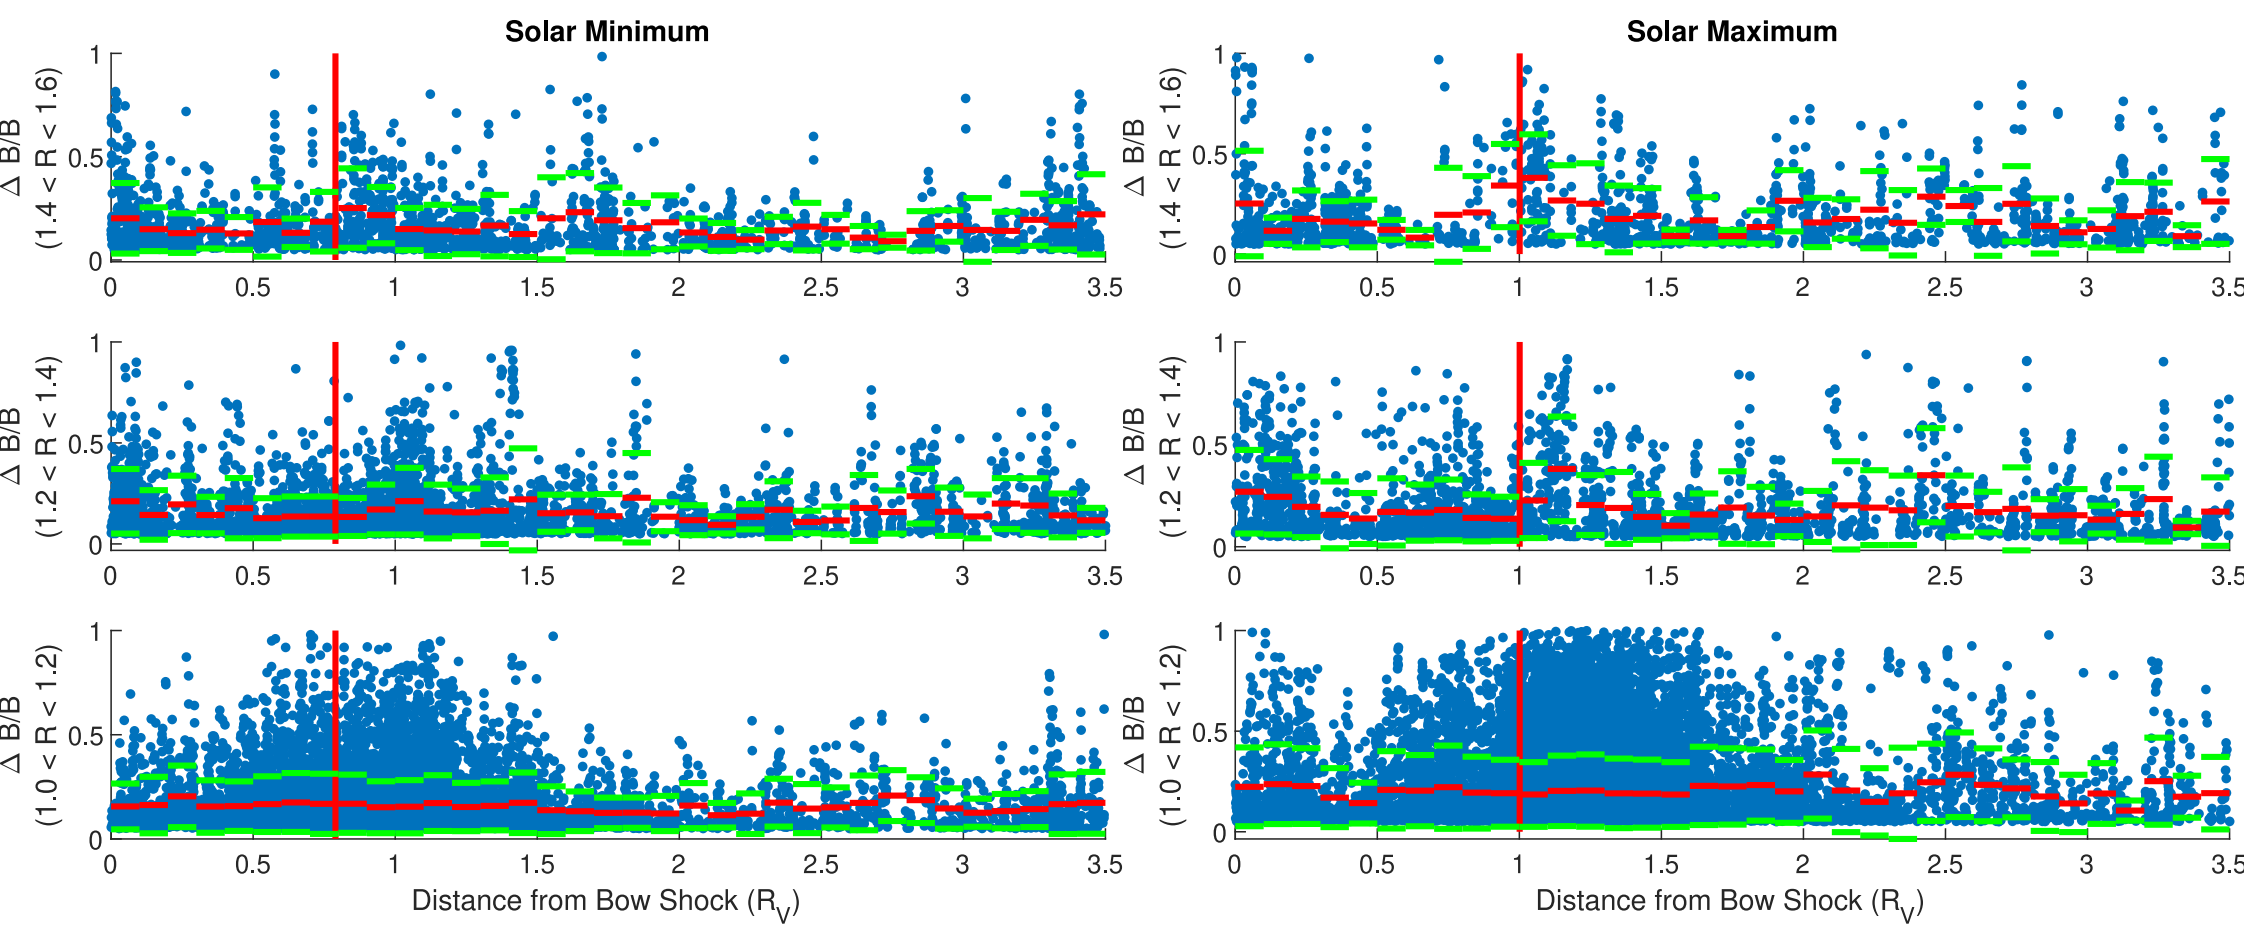 Solar Minimum
Δ B/B
(1.4 < R < 1.6)
1
0.5
0
0 0.5 1 1.5 2 2.5 3 3.5
Δ B/B
(1.2 < R < 1.4)
1
0.5
0
0 0.5 1 1.5 2 2.5 3 3.5
Δ B/B
(1.0 < R < 1.2)
1
0.5
0
0 0.5 1 1.5 2 2.5 3 3.5
Distance from Bow Shock (R_V)
Solar Maximum
Δ B/B
(1.4 < R < 1.6)
1
0.5
0
0 0.5 1 1.5 2 2.5 3 3.5
Δ B/B
(1.2 < R < 1.4)
1
0.5
0
0 0.5 1 1.5 2 2.5 3 3.5
Δ B/B
(1.0 < R < 1.2)
1
0.5
0
0 0.5 1 1.5 2 2.5 3 3.5
Distance from Bow Shock (R_V)